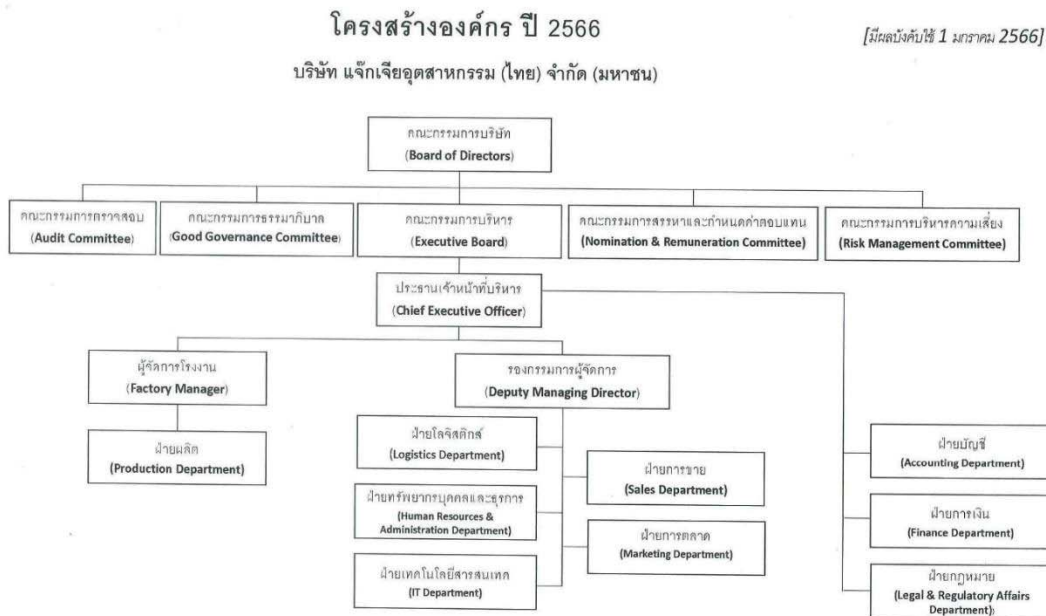 โครงสร้างองค์กร ปี 2566
[มีผลบังคับใช้ 1 มกราคม 2566]
บริษัท แจ๊กเจียอุตสาหกรรม (ไทย) จำกัด (มหาชน)
คณะกรรมการบริษัท
(Board of Directors)
คณะกรรมการตรวจสอบ
(Audit Committee)
คณะกรรมการธรรมาภิบาล
(Good Governance Committee)
คณะกรรมการบริหาร
(Executive Board)
คณะกรรมการสรรหาและกำหนดค่าตอบแทน
(Nomination & Remuneration Committee)
คณะกรรมการบริหารความเสี่ยง
(Risk Management Committee)
ประธานเจ้าหน้าที่บริหาร
(Chief Executive Officer)
ผู้จัดการโรงงาน
(Factory Manager)
รองกรรมการผู้จัดการ
(Deputy Managing Director)
ฝ่ายผลิต
(Production Department)
ฝ่ายโลจิสติกส์
(Logistics Department)
ฝ่ายการขาย
(Sales Department)
ฝ่ายทรัพยากรบุคคลและธุรการ
(Human Resources &
Administration Department)
ฝ่ายการตลาด
(Marketing Department)
ฝ่ายเทคโนโลยีสารสนเทศ
(IT Department)
ฝ่ายบัญชี
(Accounting Department)
ฝ่ายการเงิน
(Finance Department)
ฝ่ายกฎหมาย
(Legal & Regulatory Affairs
Department))